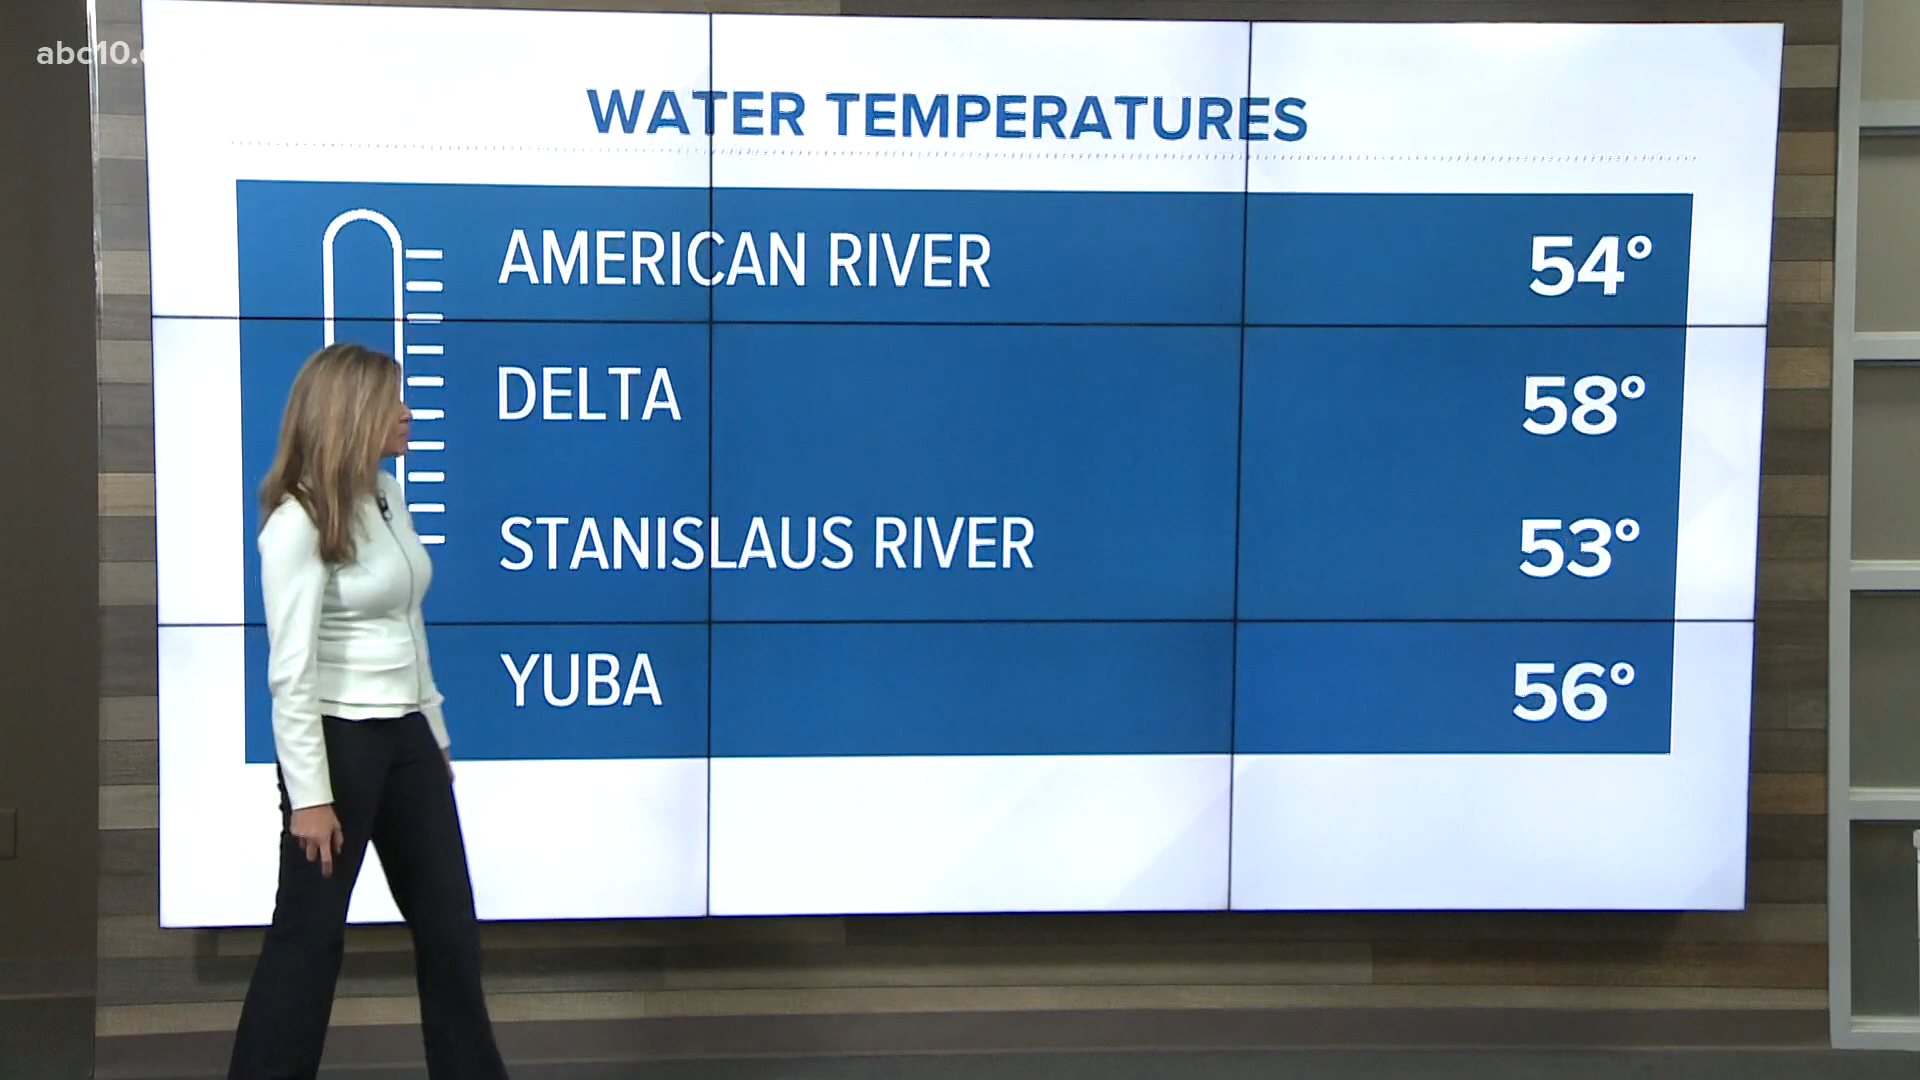 abc10.
WATER TEMPERATURES
AMERICAN RIVER 54°
DELTA 58°
STANISLAUS RIVER 53°
YUBA 56°